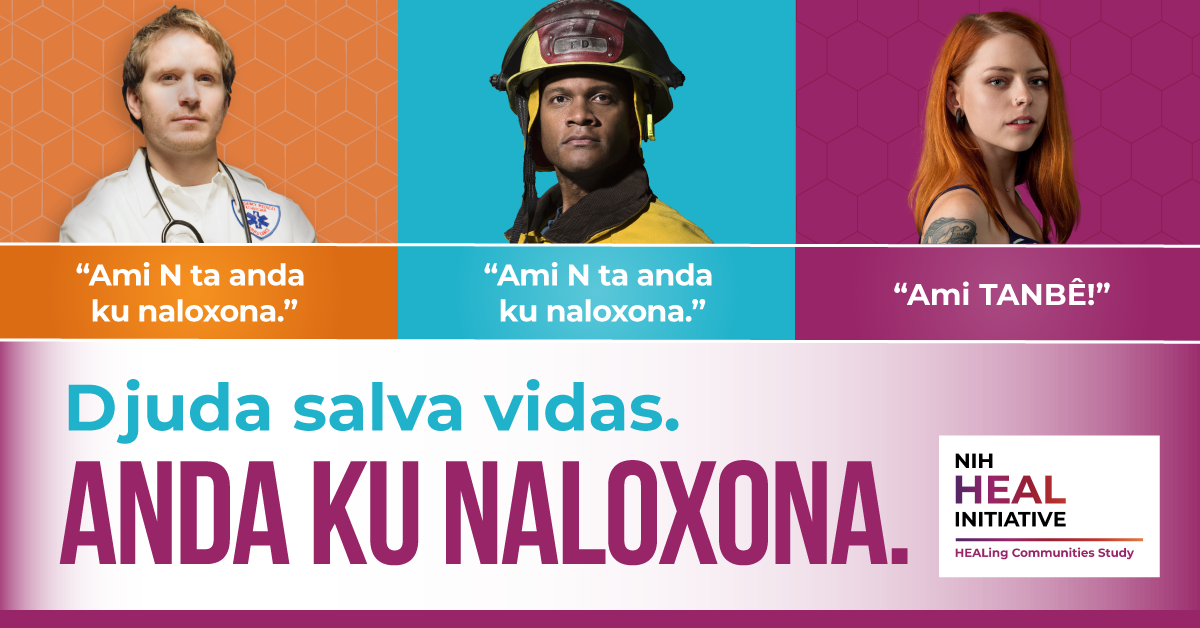 FD
“Ami N ta anda
ku naloxona.”
“Ami N ta anda
ku naloxona.”
“Ami TANBÊ!”
Djuda salva vidas.
ANDA KU NALOXONA.
NIH
HEAL
INITIATIVE
HEALing Communities Study